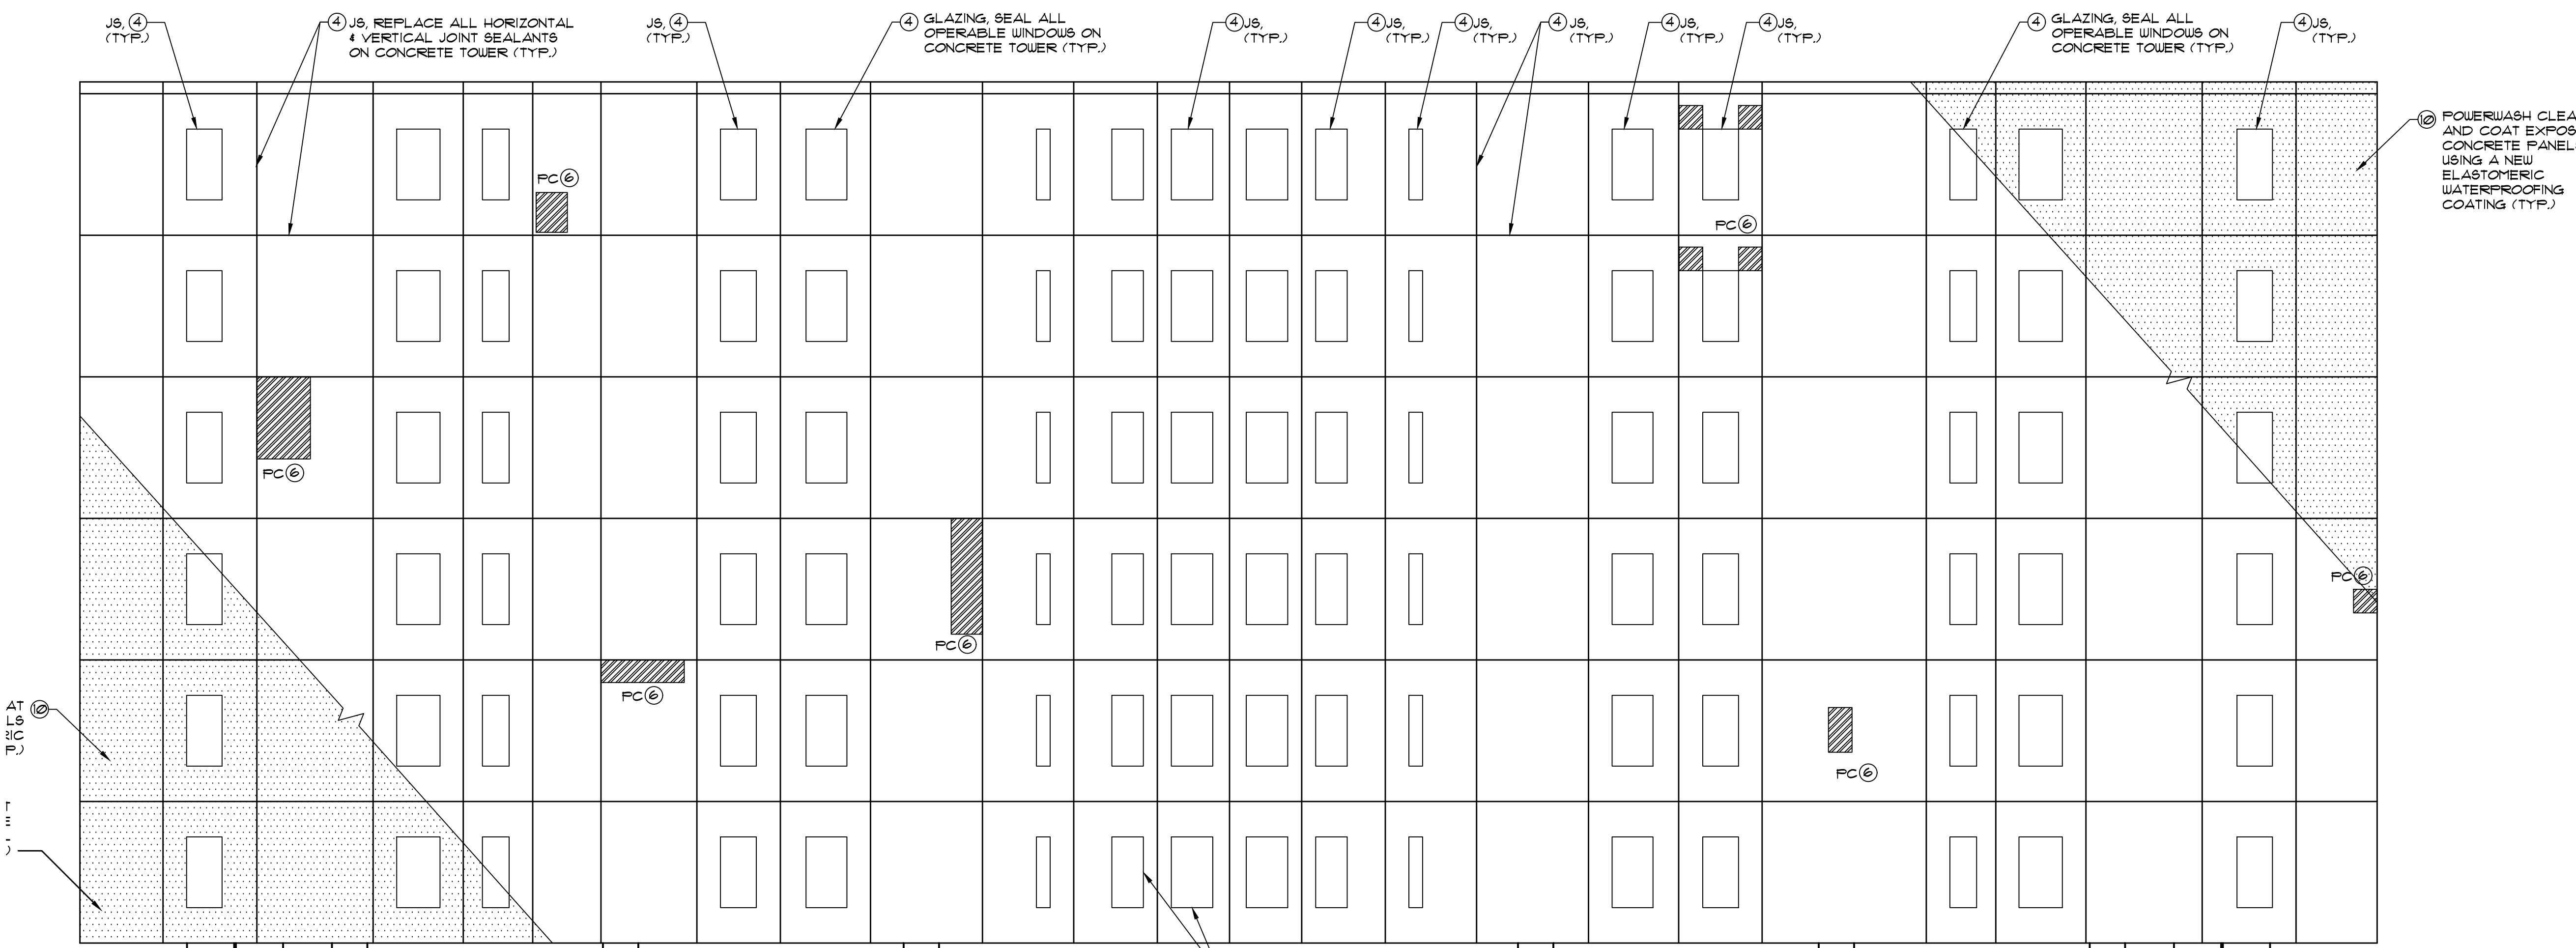 JS, 4
(TYP.)
4 JS, REPLACE ALL HORIZONTAL
& VERTICAL JOINT SEALANTS
ON CONCRETE TOWER (TYP.)
JS, 4
(TYP.)
4 GLAZING, SEAL ALL
OPERABLE WINDOWS ON
CONCRETE TOWER (TYP.)
4 JS,
(TYP.)
4 JS,
(TYP.)
4 JS,
(TYP.)
4 JS,
(TYP.)
4 JS,
(TYP.)
4 JS,
(TYP.)
4 GLAZING, SEAL ALL
OPERABLE WINDOWS ON
CONCRETE TOWER (TYP.)
4 JS,
(TYP.)
10 POWERWASH CLEA
AND COAT EXPOS
CONCRETE PANEL
USING A NEW
ELASTOMERIC
WATERPROOFING
COATING (TYP.)
PC 6
PC 6
PC 6
PC 6
PC 6
PC 6
PC 6
AT 10
LS
RIC
P.)
T
E
)